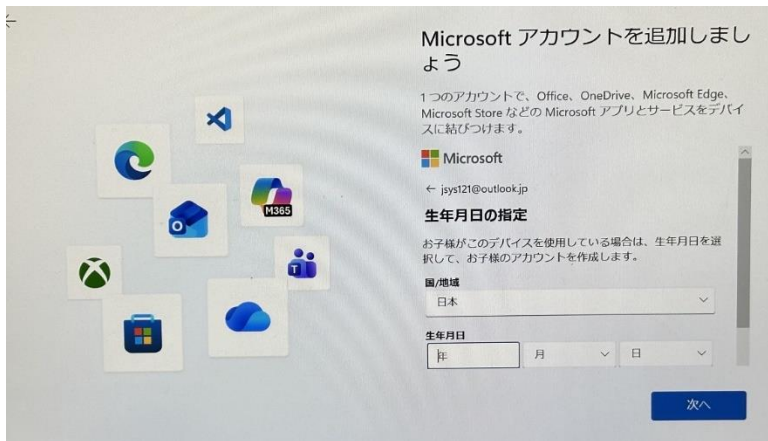 ←
Microsoft アカウントを追加しまし
ょう
1 つのアカウントで、Office、OneDrive、Microsoft Edge、
Microsoft Store などの Microsoft アプリとサービスをデバイ
スに結びつけます。
Microsoft
← jsys121@outlook.jp
生年月日の指定
お子様がこのデバイスを使用している場合は、生年月日を選
択して、お子様のアカウントを作成します。
国/地域
日本
生年月日
年 月 日
次へ
M365
O
T